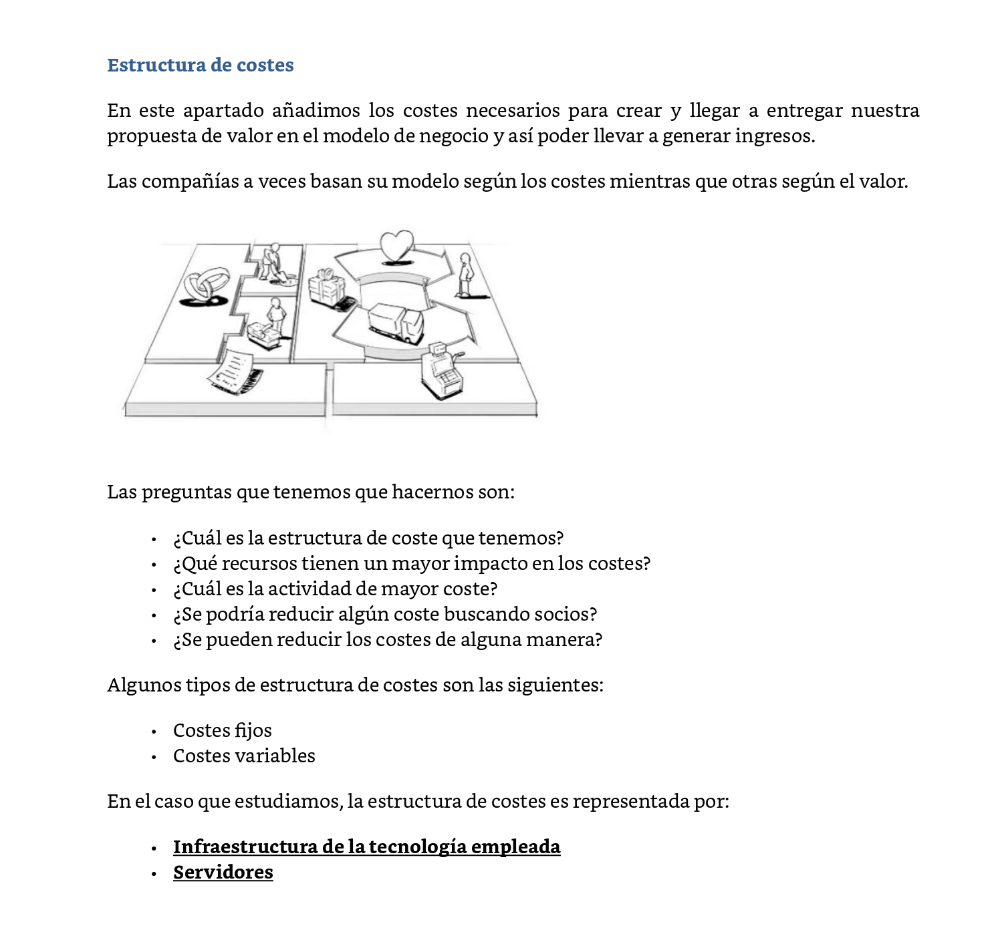 Estructura de costes
En este apartado añadimos los costes necesarios para crear y llegar a entregar nuestra
propuesta de valor en el modelo de negocio y así poder llevar a generar ingresos.
Las compañías a veces basan su modelo según los costes mientras que otras según el valor.
Las preguntas que tenemos que hacernos son:
• ¿Cuál es la estructura de coste que tenemos?
• ¿Qué recursos tienen un mayor impacto en los costes?
• ¿Cuál es la actividad de mayor coste?
• ¿Se podría reducir algún coste buscando socios?
• ¿Se pueden reducir los costes de alguna manera?
Algunos tipos de estructura de costes son las siguientes:
• Costes fijos
• Costes variables
En el caso que estudiamos, la estructura de costes es representada por:
• Infraestructura de la tecnología empleada
• Servidores